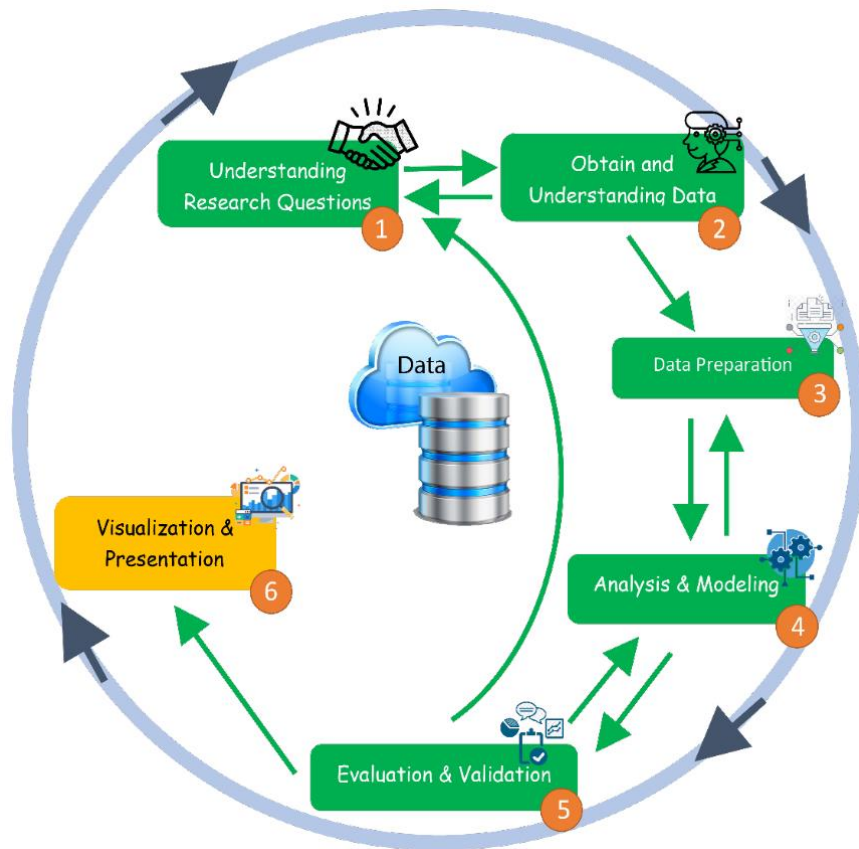 Understanding
Research Questions
1
Obtain and
Understanding Data
2
Data Preparation
3
Data
Visualization &
Presentation
6
Analysis & Modeling
4
Evaluation & Validation
5